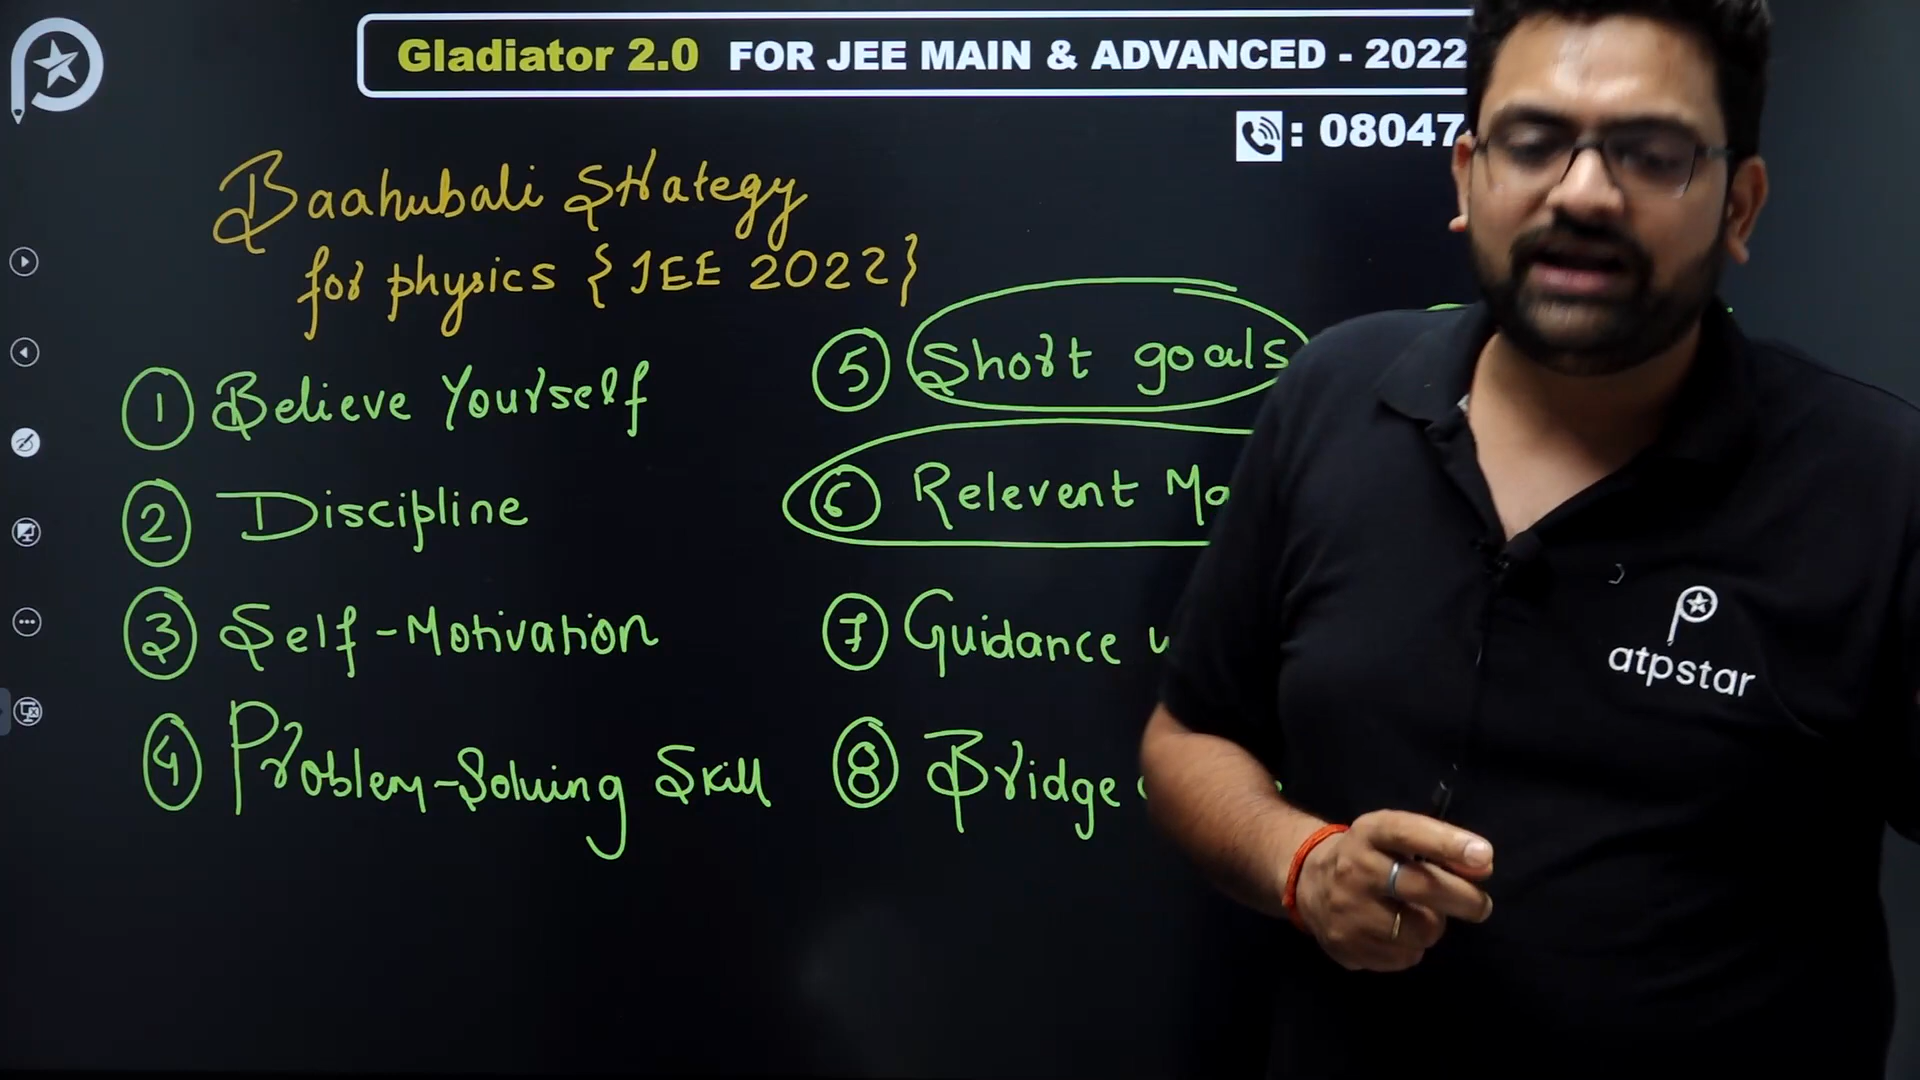 Gladiator 2.0 FOR JEE MAIN & ADVANCED - 2022
: 08047
Baahubali Strategy
for physics {JEE 2022}
1 Believe Yourself
2 Discipline
3 Self-Motivation
4 Problem-Solving Skill
5 Short goals
6 Relevent
7 Guidance
8 Bridge
atpstar